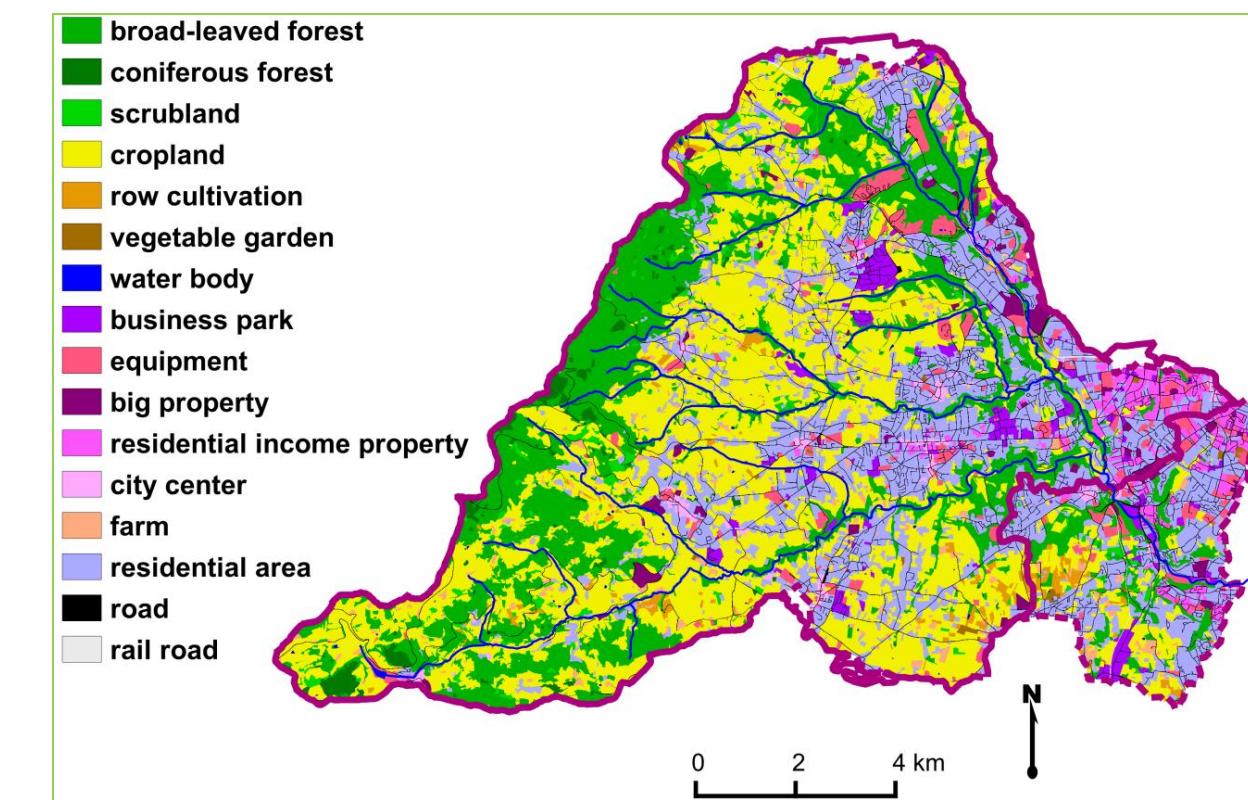 broad-leaved forest
coniferous forest
scrubland
cropland
row cultivation
vegetable garden
water body
business park
equipment
big property
residential income property
city center
farm
residential area
road
rail road
N
0 2 4 km